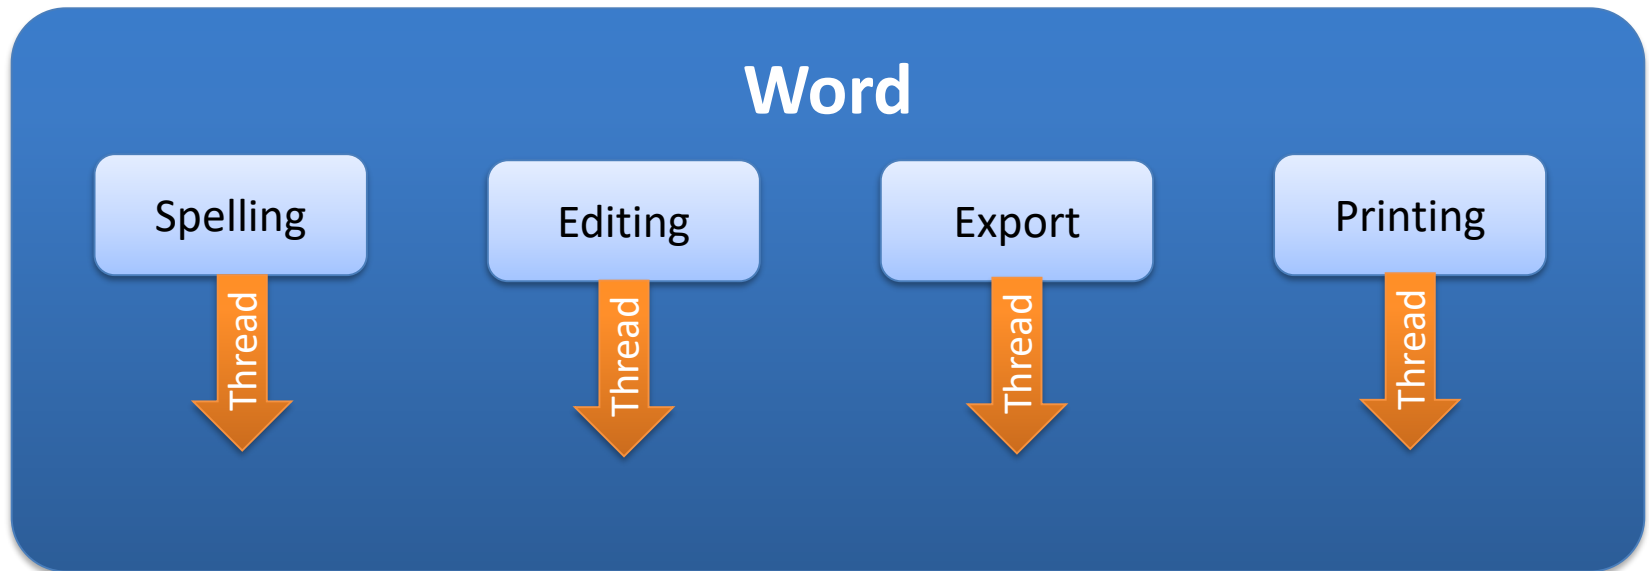 Word
Spelling
Editing
Export
Printing
Thread
Thread
Thread
Thread